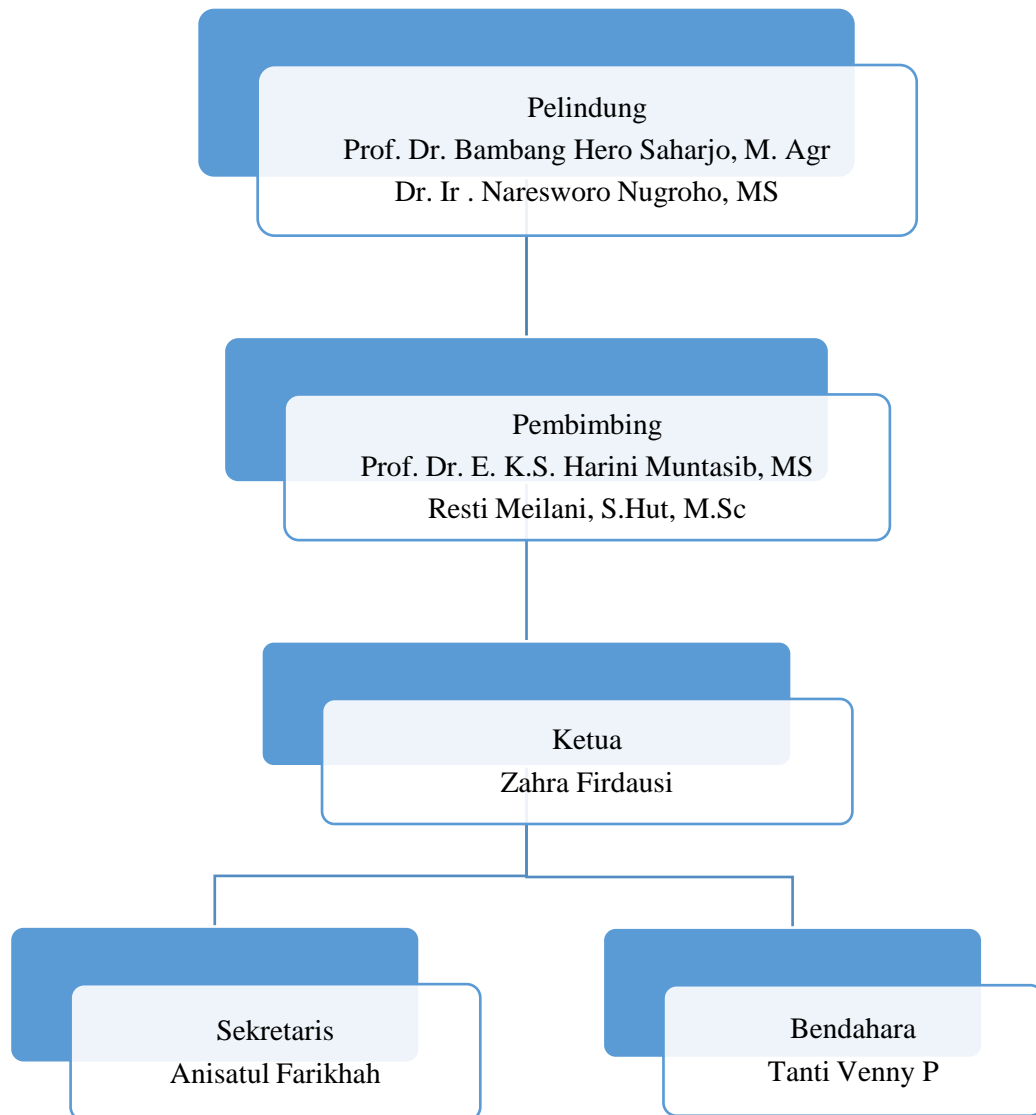 Pelindung
Prof. Dr. Bambang Hero Saharjo, M. Agr
Dr. Ir . Naresworo Nugroho, MS
Pembimbing
Prof. Dr. E. K.S. Harini Muntasib, MS
Resti Meilani, S.Hut, M.Sc
Ketua
Zahra Firdausi
Sekretaris
Anisatul Farikhah
Bendahara
Tanti Venny P